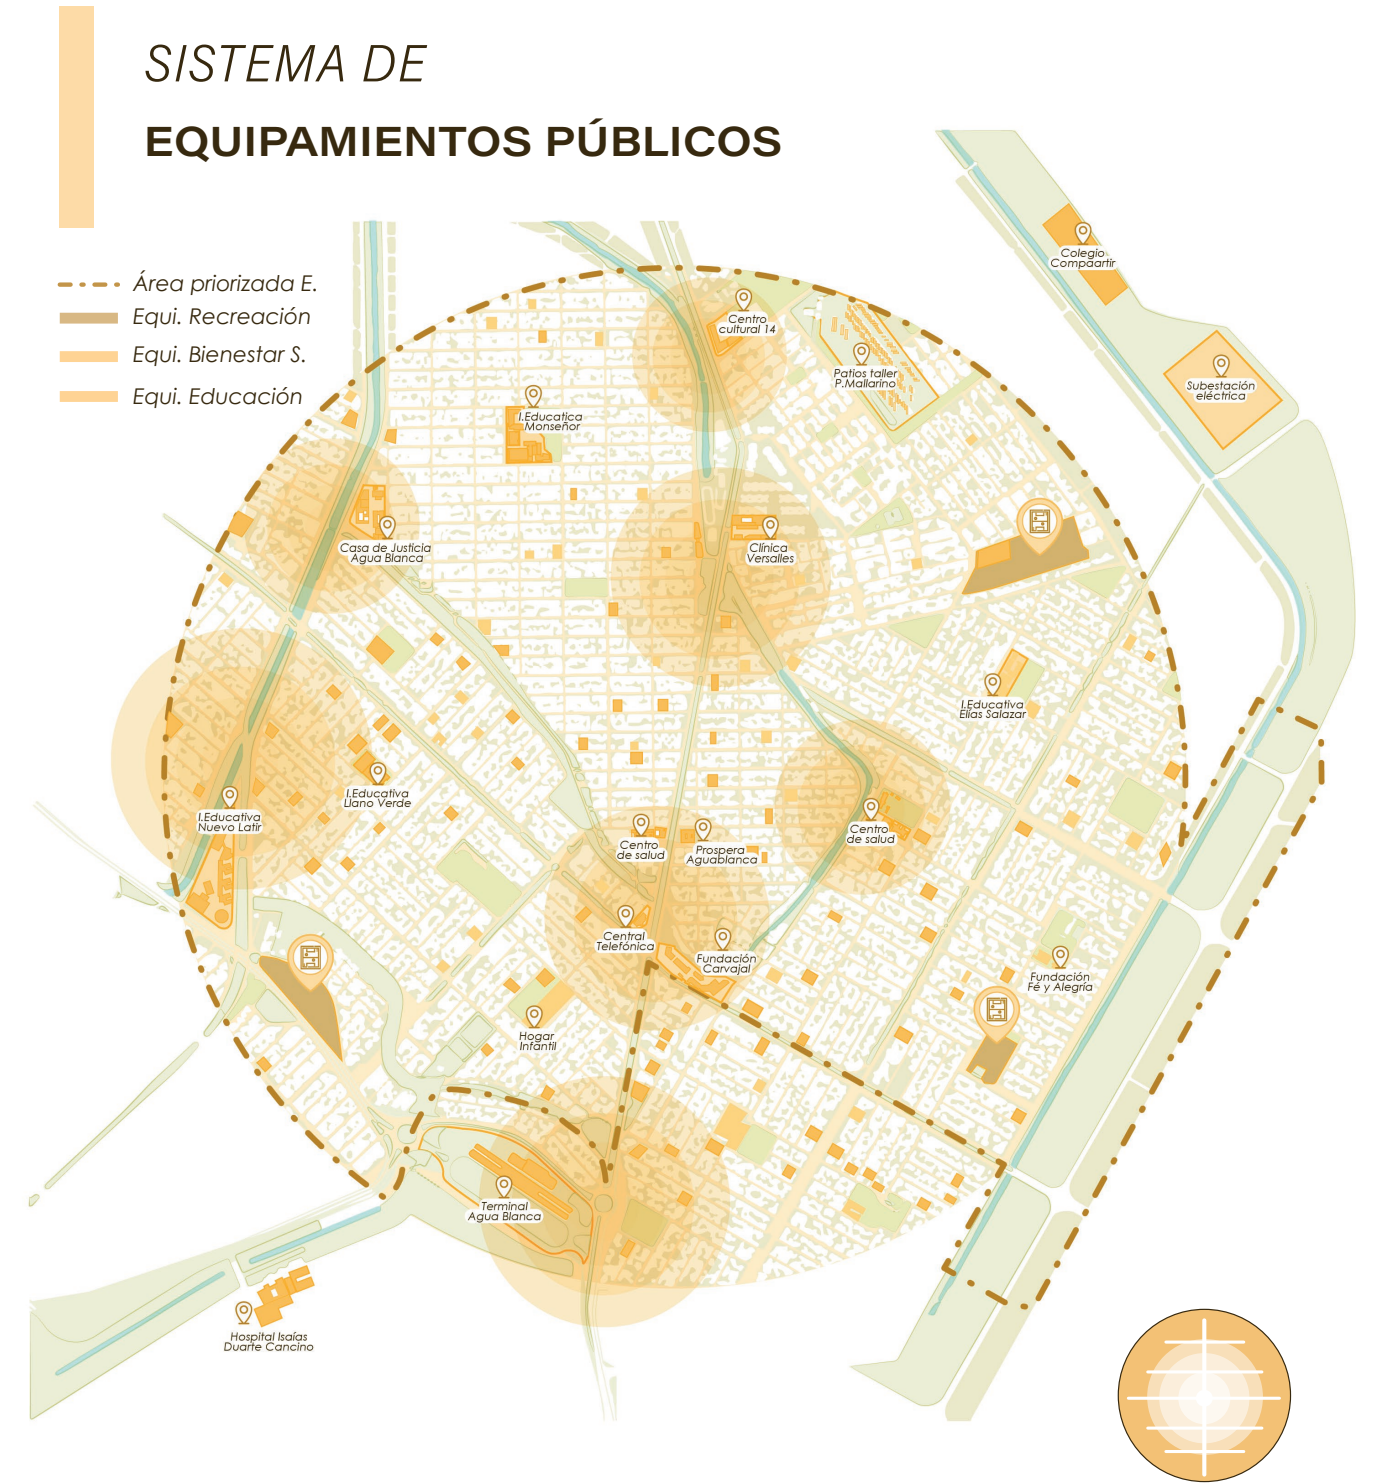 SISTEMA DE
EQUIPAMIENTOS PÚBLICOS
Área priorizada E.
Equi. Recreación
Equi. Bienestar S.
Equi. Educación
Colegio
Compaartir
Centro
cultural 14
Patios taller
P.Mallarino
Subestación
eléctrica
I.Educatica
Monseñor
Casa de Justicia
Agua Blanca
Clínica
Versalles
I.Educativa
Elías Salazar
I.Educativa
Llano Verde
I.Educativa
Nuevo Latir
Centro
de salud
Prospera
Aguablanca
Centro
de salud
Central
Telefónica
Fundación
Carvajal
Fundación
Fé y Alegría
Hogar
Infantil
Terminal
Agua Blanca
Hospital Isaías
Duarte Cancino